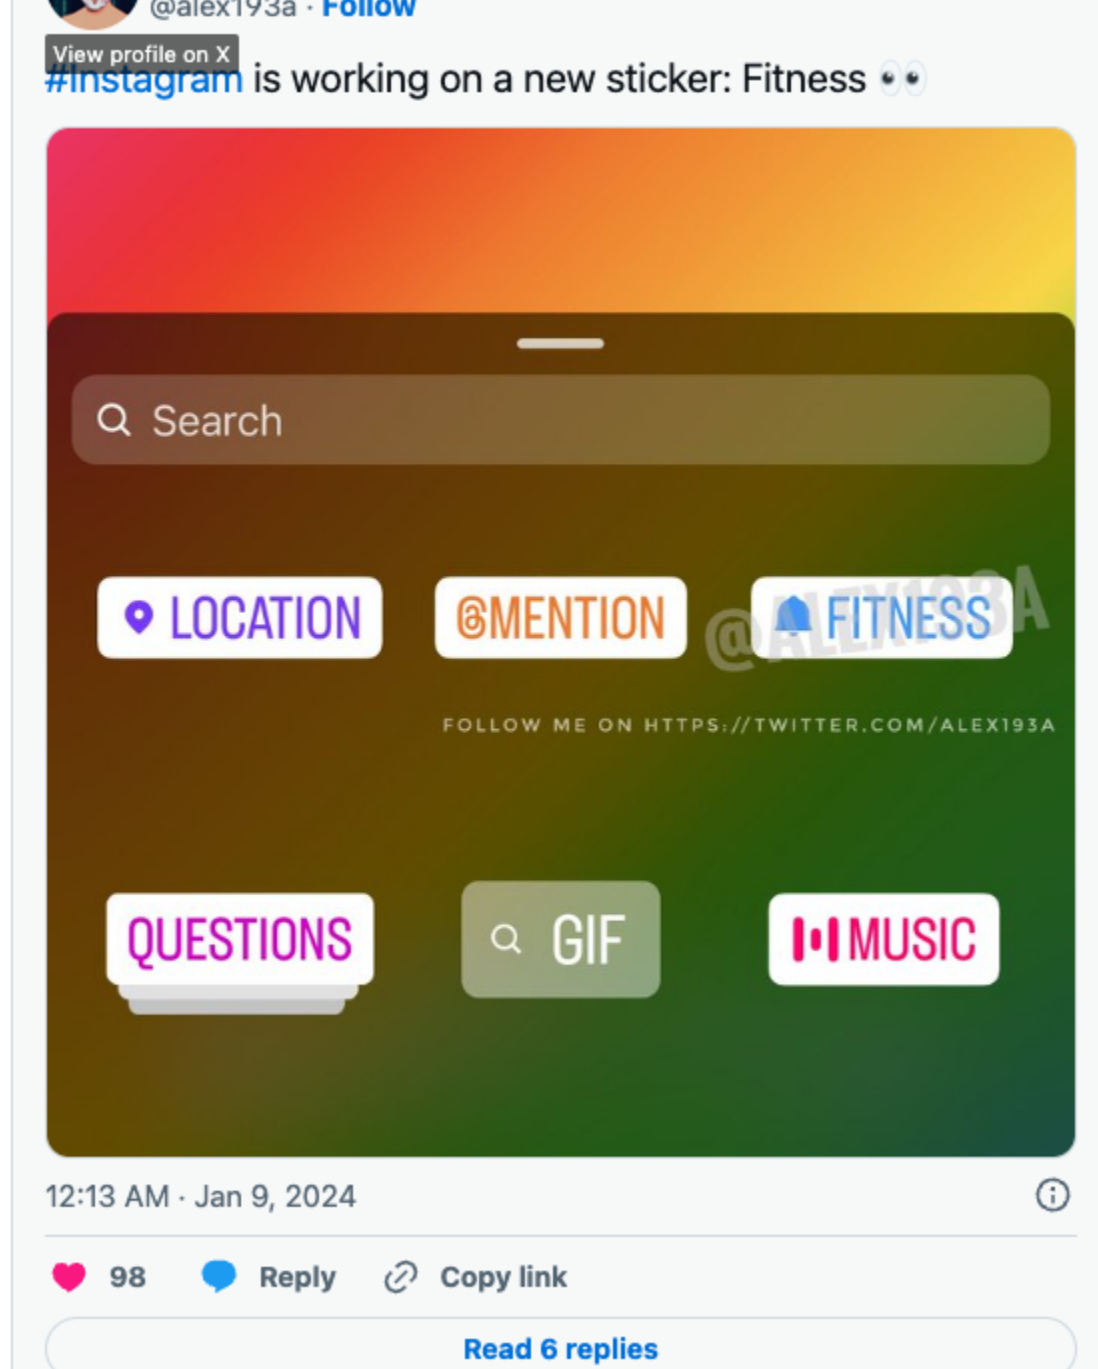 @alex193a · Follow
View profile on X
#Instagram is working on a new sticker: Fitness 👀
Search
LOCATION
@MENTION
FITNESS
@ALEX193A
FOLLOW ME ON HTTPS://TWITTER.COM/ALEX193A
QUESTIONS
GIF
MUSIC
12:13 AM · Jan 9, 2024
98
Reply
Copy link
Read 6 replies